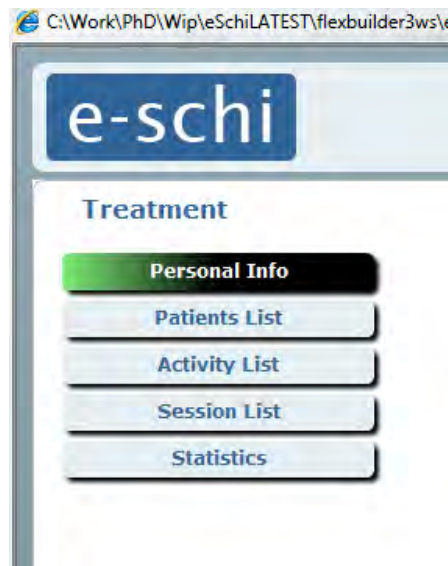 C:\Work\PhD\Wip\eSchiLATEST\flexbuilder3ws\e
e-schi
Treatment
Personal Info
Patients List
Activity List
Session List
Statistics